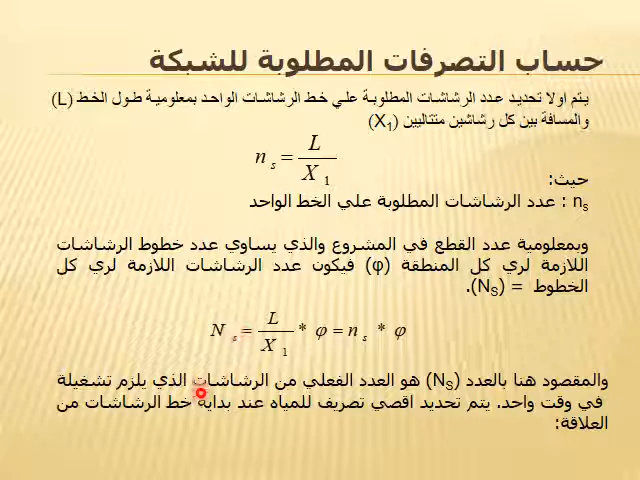 حساب التصرفات المطلوبة للشبكة
يتم اولا تحديد عدد الرشاشات المطلوبة علي خط الرشاشات الواحد بمعلومية طول الخط (L)
والمسافة بين كل رشاشين متتاليين (X1)
n s = L / X 1
حيث:
ns : عدد الرشاشات المطلوبة علي الخط الواحد
وبمعلومية عدد القطع في المشروع والذي يساوي عدد خطوط الرشاشات
اللازمة لري كل المنطقة (φ) فيكون عدد الرشاشات اللازمة لري كل
الخطوط = (NS).
N s = L / X 1 * φ = n s * φ
والمقصود هنا بالعدد (NS) هو العدد الفعلي من الرشاشات الذي يلزم تشغيلة
في وقت واحد. يتم تحديد اقصي تصريف للمياه عند بداية خط الرشاشات من
العلاقة: